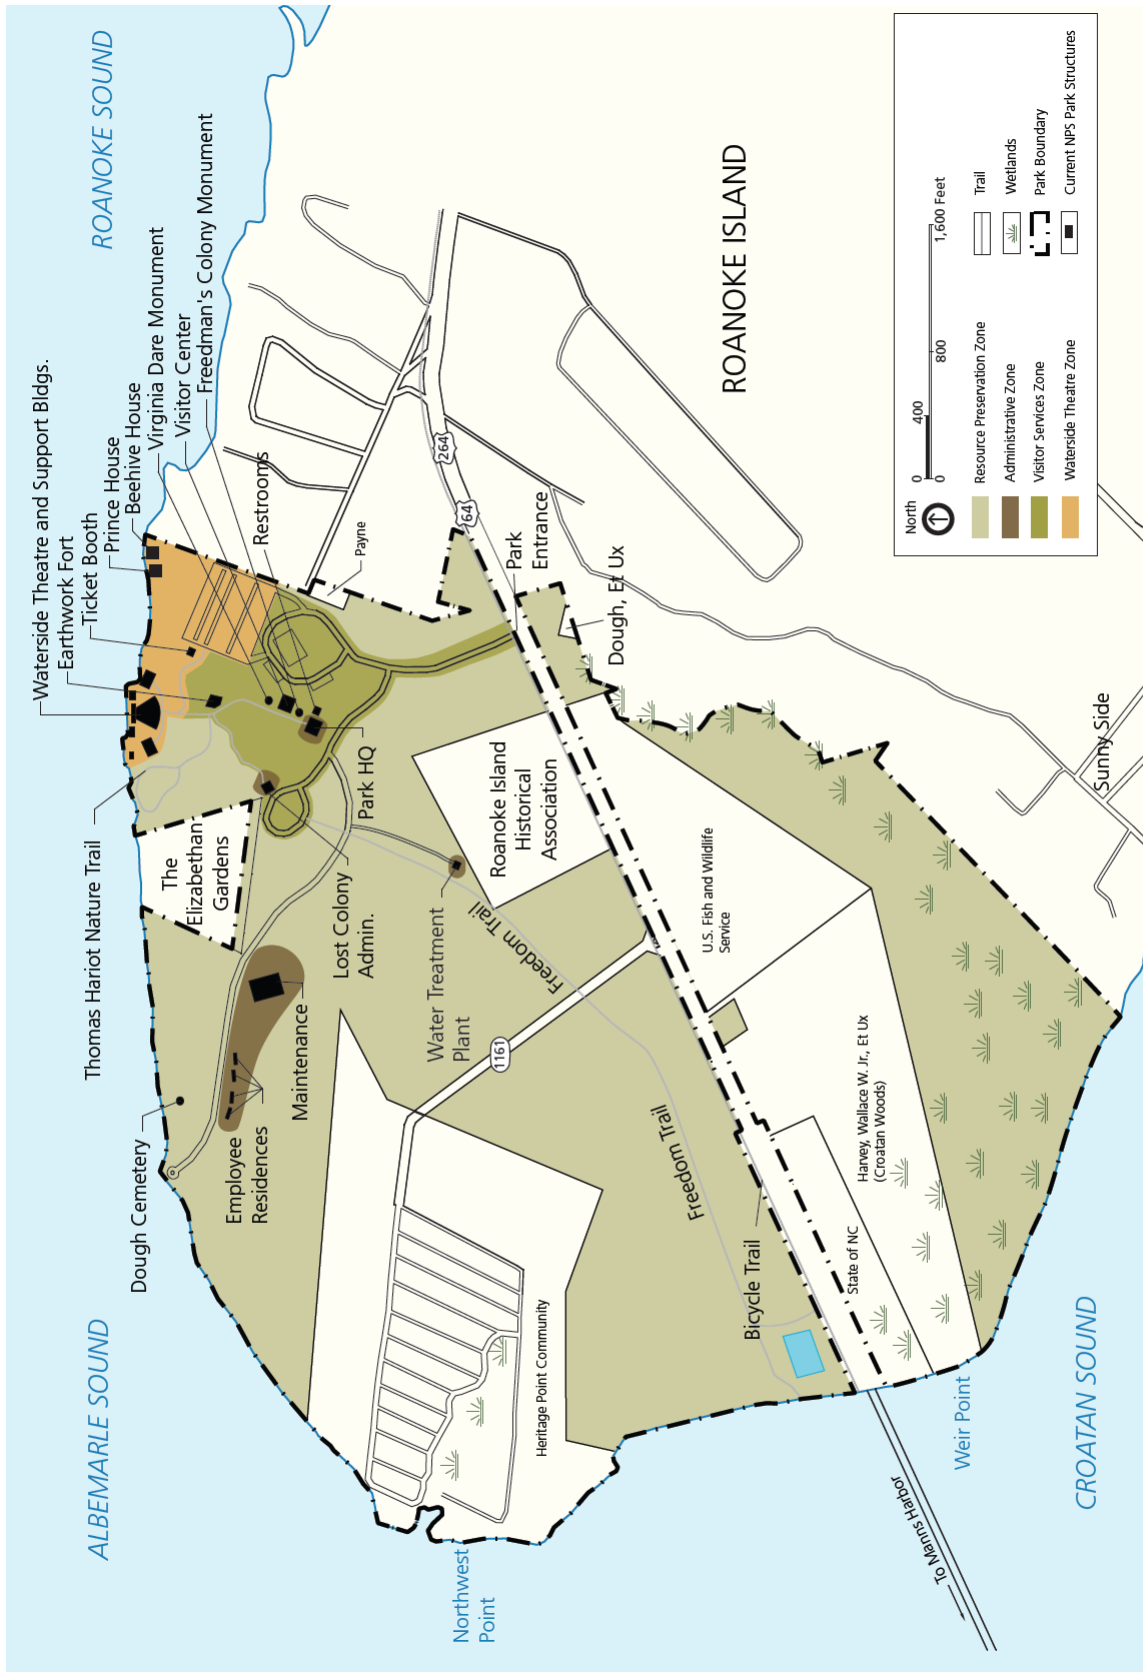 ALBEMARLE SOUND
ROANOKE SOUND
CROATAN SOUND
Northwest
Point
Weir Point
To Manns Harbor
Dough Cemetery
Thomas Hariot Nature Trail
Waterside Theatre and Support Bldgs.
Earthwork Fort
Ticket Booth
Prince House
Beehive House
Virginia Dare Monument
Visitor Center
Freedman's Colony Monument
Restrooms
Payne
The
Elizabethan
Gardens
Employee
Residences
Maintenance
Lost Colony
Admin.
Park HQ
Water Treatment
Plant
Freedom Trail
Freedom Trail
Bicycle Trail
1161
Heritage Point Community
Roanoke Island
Historical
Association
Park
Entrance
64
264
Dough, Et Ux
U.S. Fish and Wildlife
Service
Harvey, Wallace W. Jr., Et Ux
(Croatan Woods)
State of NC
ROANOKE ISLAND
Sunny Side
North
0
400
0
800
1,600 Feet
Resource Preservation Zone
Administrative Zone
Visitor Services Zone
Waterside Theatre Zone
Trail
Wetlands
Park Boundary
Current NPS Park Structures